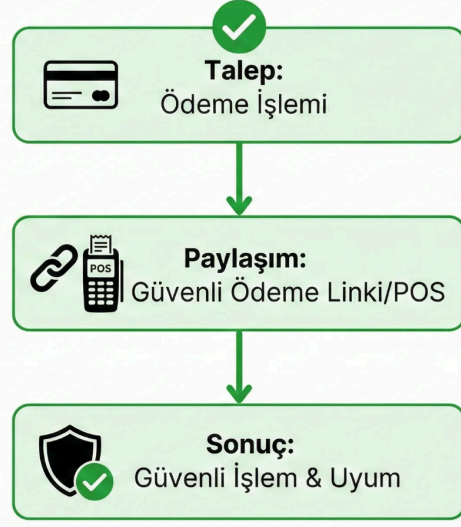 Talep:
Ödeme İşlemi
POS
Paylaşım:
Güvenli Ödeme Linki/POS
Sonuç:
Güvenli İşlem & Uyum